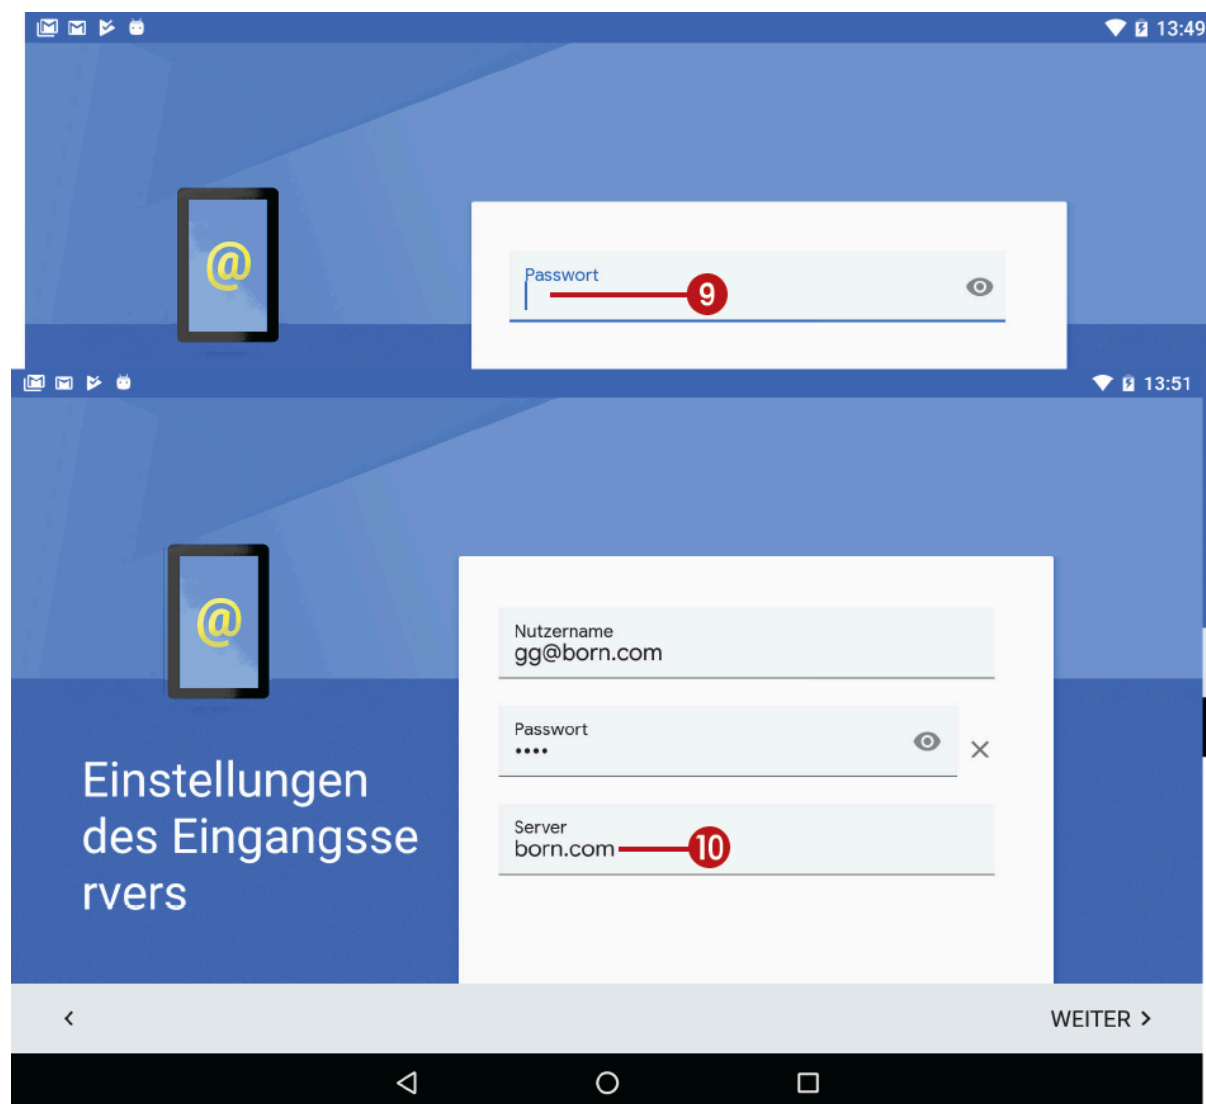 13:49
@
Passwort
9
13:51
@
Nutzername
gg@born.com
Passwort
••••
Einstellungen
des Eingangsse
rvers
Server
born.com
10
WEITER